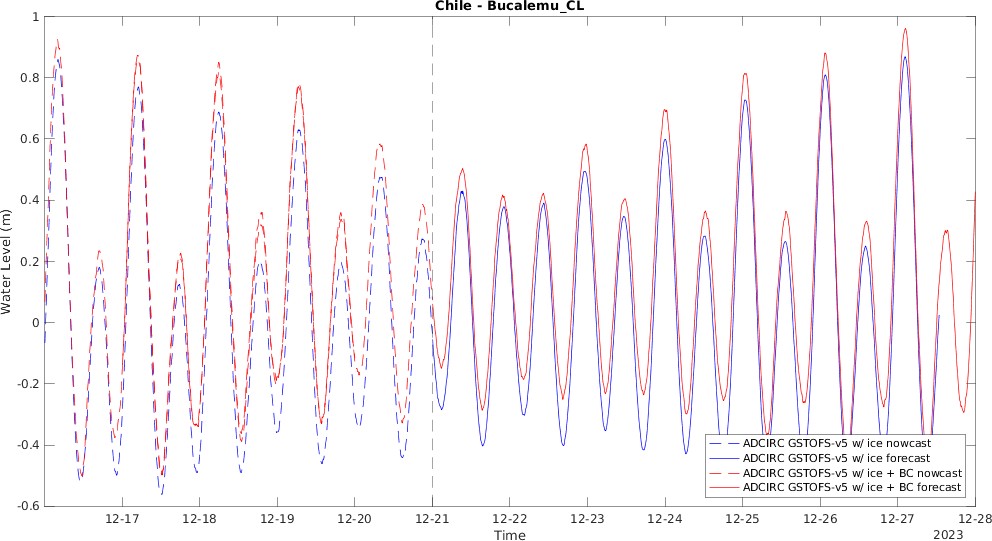 Chile - Bucalemu_CL
Water Level (m)
1
0.8
0.6
0.4
0.2
0
-0.2
-0.4
-0.6
ADCIRC GSTOFS-v5 w/ ice nowcast
ADCIRC GSTOFS-v5 w/ ice forecast
ADCIRC GSTOFS-v5 w/ ice + BC nowcast
ADCIRC GSTOFS-v5 w/ ice + BC forecast
12-17 12-18 12-19 12-20 12-21 12-22 12-23 12-24 12-25 12-26 12-27 12-28
Time
2023